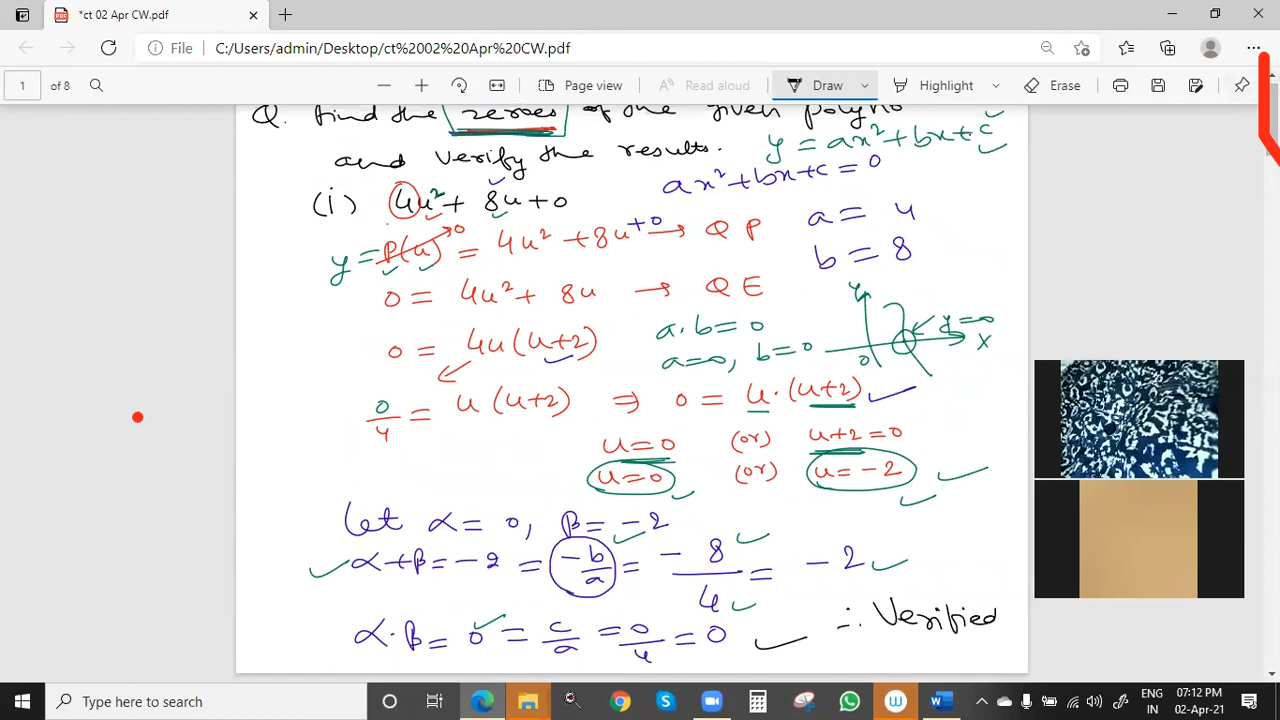 *ct 02 Apr CW.pdf
File C:/Users/admin/Desktop/ct%2002%20Apr%20CW.pdf
1 of 8 Page view Read aloud Draw Highlight Erase
Q. Find the zeroes of the given polyno
and verify the results. y = ax² + bx + c
ax² + bx + c = 0
(i) 4u² + 8u + 0
a = 4
y = P(u) → 0 = 4u² + 8u + 0 → Q P
b = 8
0 = 4u² + 8u → Q E
y
0 = 4u(u+2) a·b = 0 y = 0
a = 0, b = 0 0 X
0/4 = u(u+2) ⇒ 0 = u·(u+2)
u = 0 (or) u+2 = 0
u = 0 (or) u = -2
Let α = 0, β = -2
α + β = -2 = -b/a = -8/4 = -2
α·β = 0 = c/a = 0/4 = 0 ∴ Verified
Type here to search
ENG 07:12 PM
IN 02-Apr-21